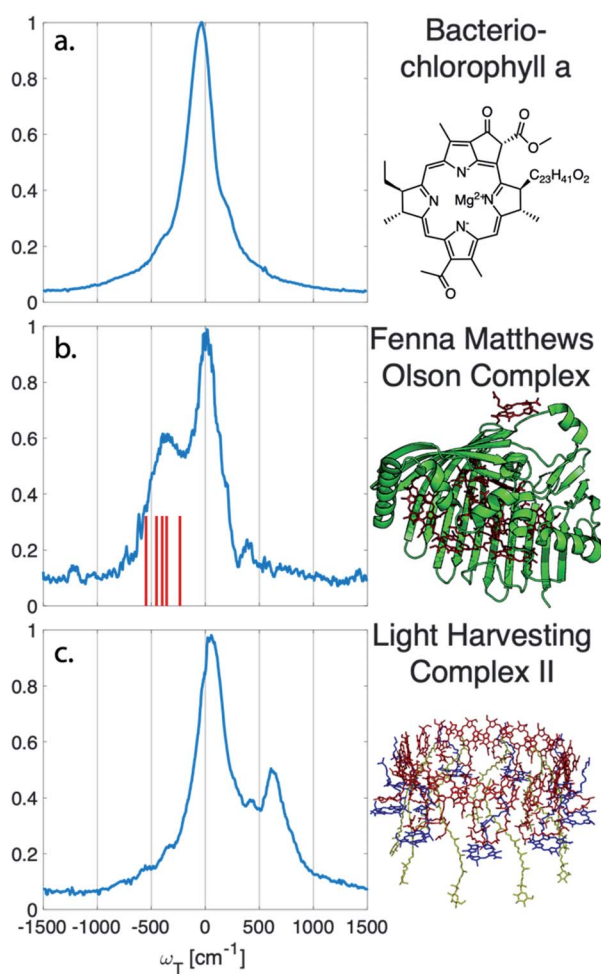 a.
Bacterio-
chlorophyll a
1
0.8
0.6
0.4
0.2
0
O
O
O
N-
N
Mg2+
N
N-
C23H41O2
O
b.
Fenna Matthews
Olson Complex
1
0.8
0.6
0.4
0.2
0
c.
Light Harvesting
Complex II
1
0.8
0.6
0.4
0.2
0
-1500 -1000 -500 0 500 1000 1500
ωT [cm-1]